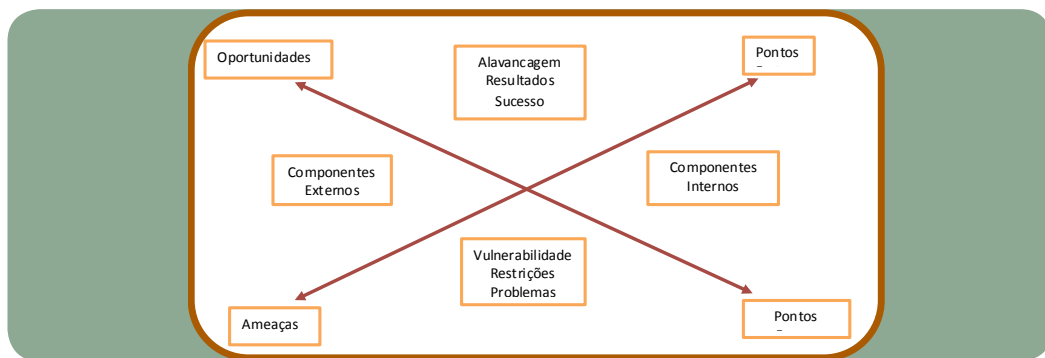 Oportunidades
Alavancagem
Resultados
Sucesso
Pontos
Componentes
Externos
Componentes
Internos
Vulnerabilidade
Restrições
Problemas
Ameaças
Pontos